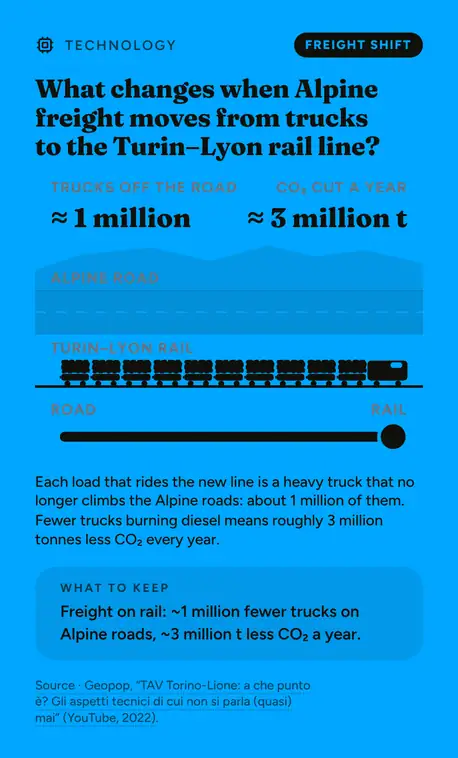 TECHNOLOGY
FREIGHT SHIFT
What changes when Alpine
freight moves from trucks
to the Turin–Lyon rail line?
TRUCKS OFF THE ROAD
CO₂ CUT A YEAR
≈ 1 million
≈ 3 million t
ALPINE ROAD
TURIN–LYON RAIL
ROAD
RAIL
Each load that rides the new line is a heavy truck that no
longer climbs the Alpine roads: about 1 million of them.
Fewer trucks burning diesel means roughly 3 million
tonnes less CO₂ every year.
WHAT TO KEEP
Freight on rail: ~1 million fewer trucks on
Alpine roads, ~3 million t less CO₂ a year.
Source · Geopop, “TAV Torino-Lione: a che punto
è? Gli aspetti tecnici di cui non si parla (quasi)
mai” (YouTube, 2022).